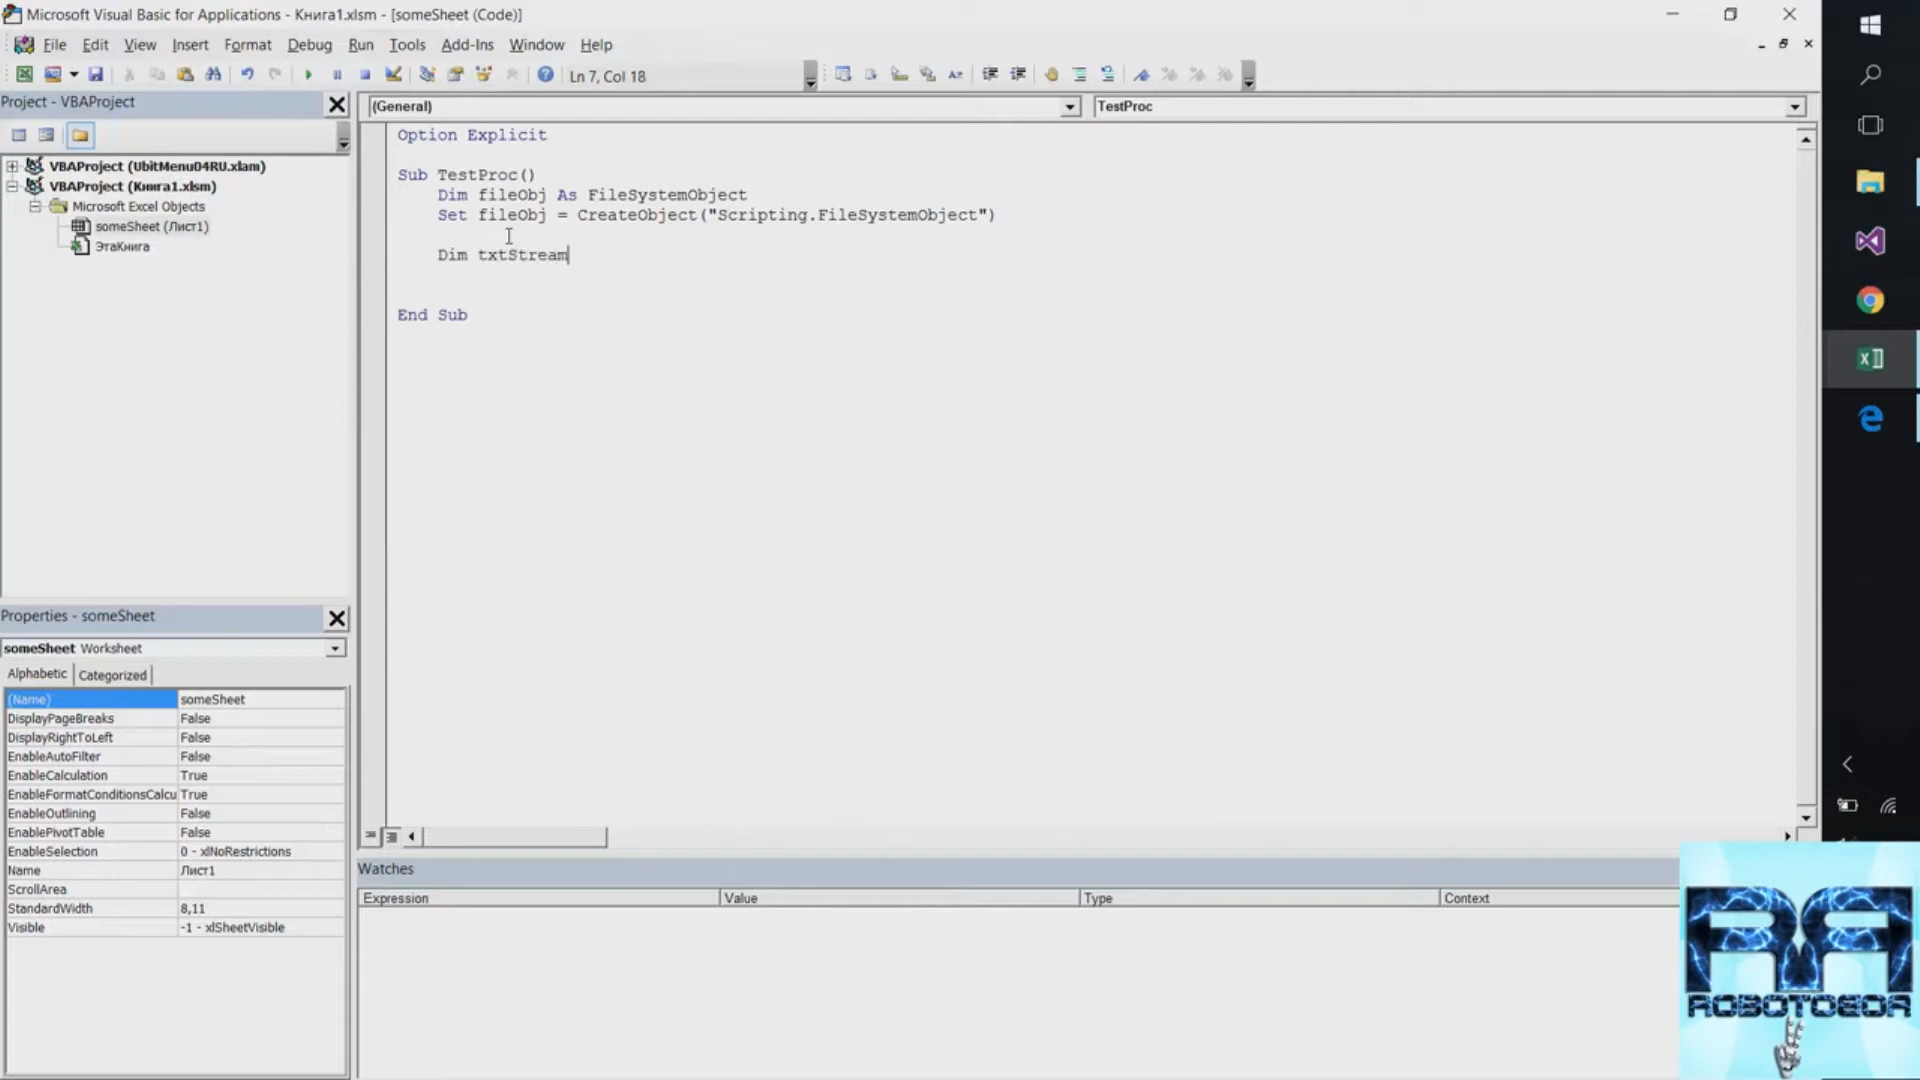 Microsoft Visual Basic for Applications - Книга1.xlsm - [someSheet (Code)]
File Edit View Insert Format Debug Run Tools Add-Ins Window Help
Ln 7, Col 18
Project - VBAProject
(General)
TestProc
VBAProject (UbitMenu04RU.xlam)
VBAProject (Книга1.xlsm)
Microsoft Excel Objects
someSheet (Лист1)
ЭтаКнига
Option Explicit
Sub TestProc()
Dim fileObj As FileSystemObject
Set fileObj = CreateObject("Scripting.FileSystemObject")
Dim txtStream
End Sub
Properties - someSheet
someSheet Worksheet
Alphabetic Categorized
(Name) someSheet
DisplayPageBreaks False
DisplayRightToLeft False
EnableAutoFilter False
EnableCalculation True
EnableFormatConditionsCalcu True
EnableOutlining False
EnablePivotTable False
EnableSelection 0 - xlNoRestrictions
Name Лист1
ScrollArea
StandardWidth 8,11
Visible -1 - xlSheetVisible
Watches
Expression Value Type Context